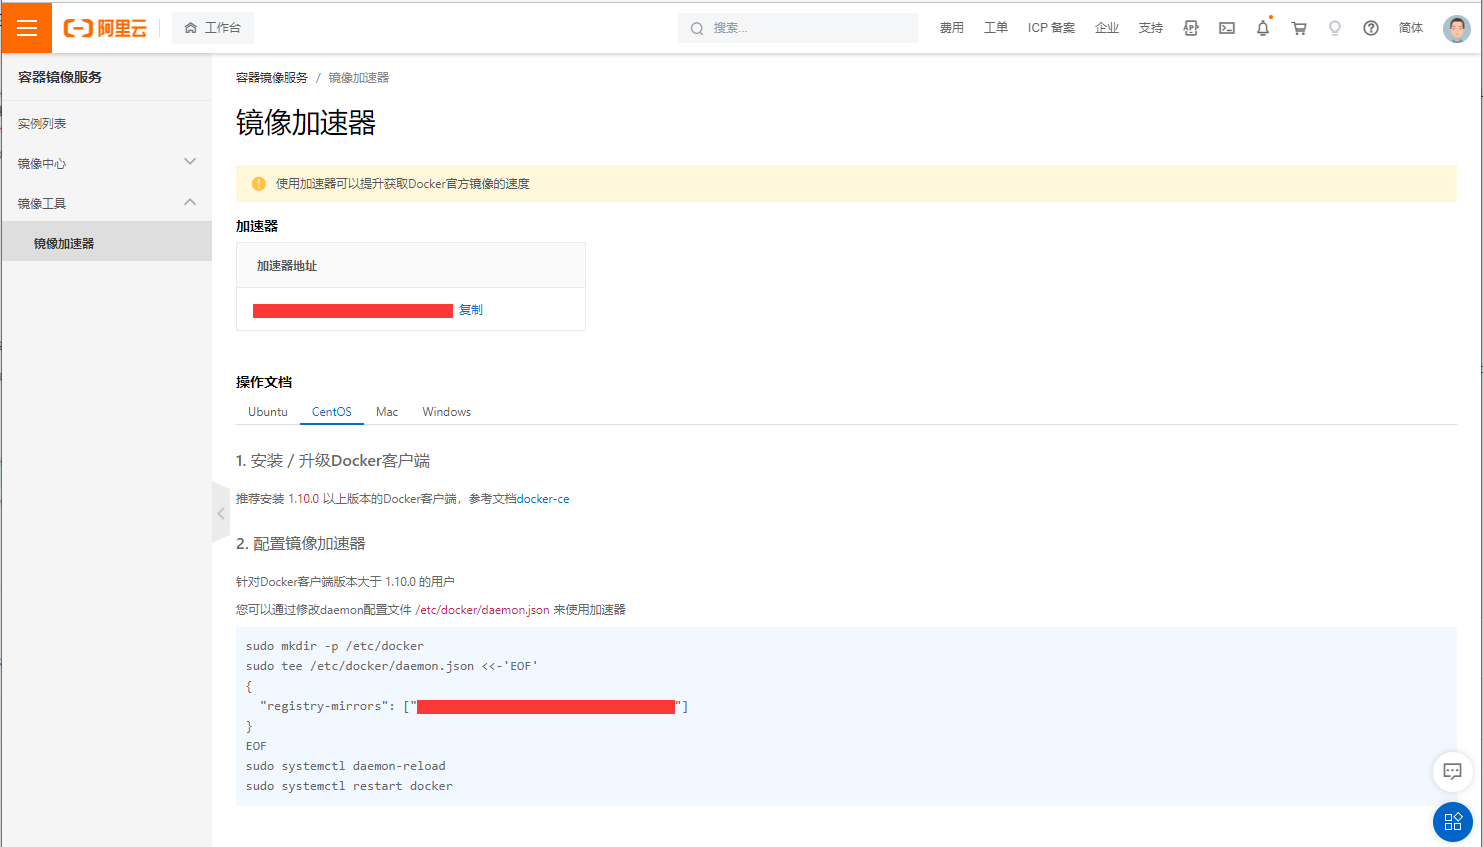 阿里云
工作台
搜索...
费用
工单
ICP 备案
企业
支持
简体
容器镜像服务
实例列表
镜像中心
镜像工具
镜像加速器
容器镜像服务 / 镜像加速器
镜像加速器
使用加速器可以提升获取Docker官方镜像的速度
加速器
加速器地址
复制
操作文档
Ubuntu
CentOS
Mac
Windows
1. 安装 / 升级Docker客户端
推荐安装 1.10.0 以上版本的Docker客户端，参考文档docker-ce
2. 配置镜像加速器
针对Docker客户端版本大于 1.10.0 的用户
您可以通过修改daemon配置文件 /etc/docker/daemon.json 来使用加速器
sudo mkdir -p /etc/docker
sudo tee /etc/docker/daemon.json <<-'EOF'
{
  "registry-mirrors": [""]
}
EOF
sudo systemctl daemon-reload
sudo systemctl restart docker